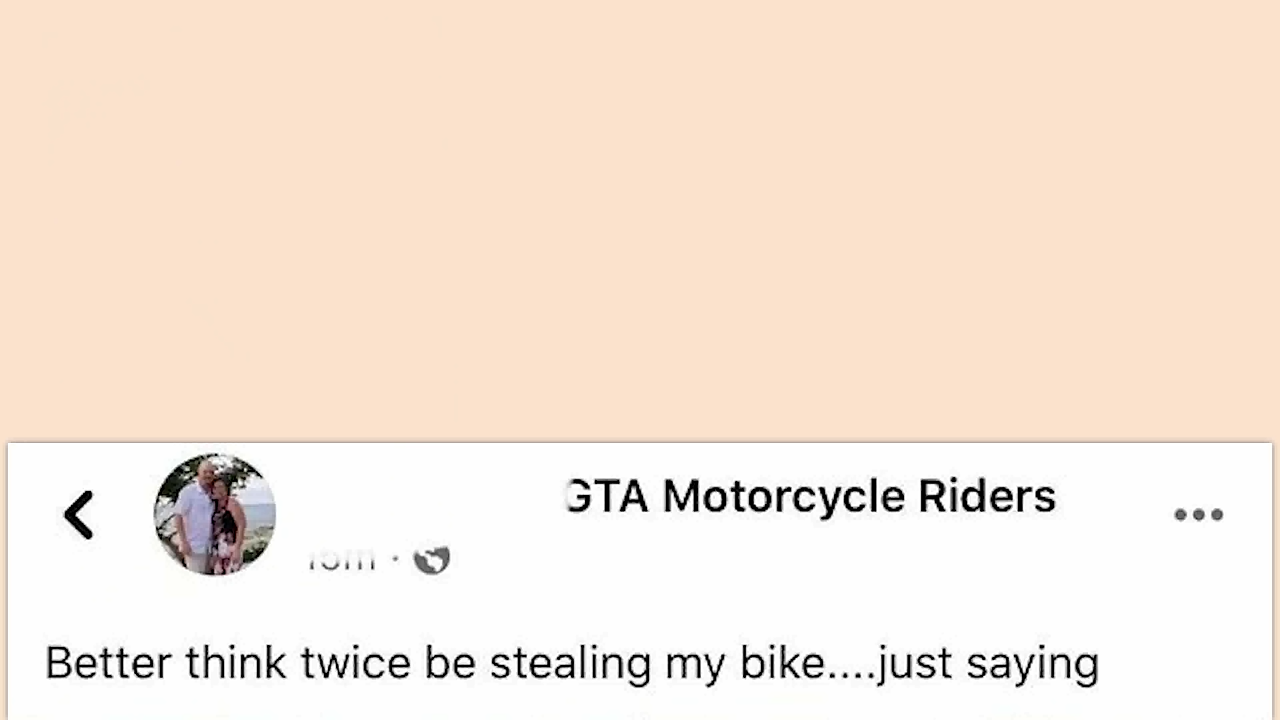 GTA Motorcycle Riders
Better think twice be stealing my bike....just saying